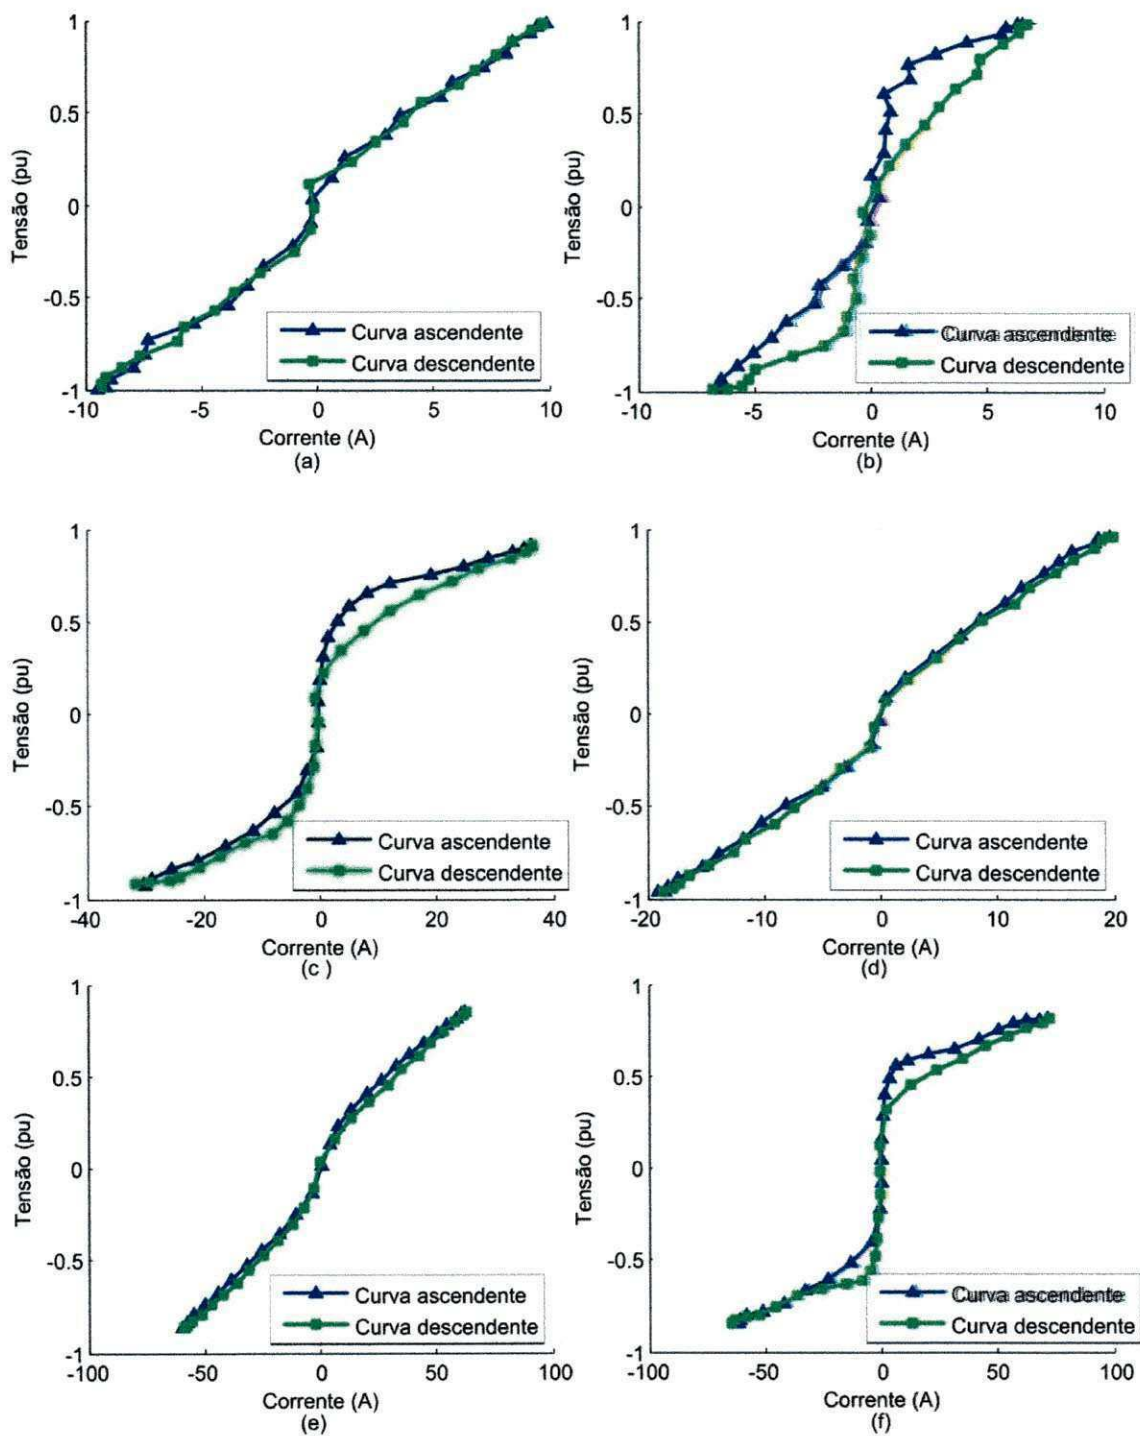 1
0.5
0
-0.5
-1
Tensão (pu)
-10
-5
0
5
10
Corrente (A)
(a)
Curva ascendente
Curva descendente
1
0.5
0
-0.5
-1
Tensão (pu)
-10
-5
0
5
10
Corrente (A)
(b)
Curva ascendente
Curva descendente
1
0.5
0
-0.5
-1
Tensão (pu)
-40
-20
0
20
40
Corrente (A)
(c )
Curva ascendente
Curva descendente
1
0.5
0
-0.5
-1
Tensão (pu)
-20
-10
0
10
20
Corrente (A)
(d)
Curva ascendente
Curva descendente
1
0.5
0
-0.5
-1
Tensão (pu)
-100
-50
0
50
100
Corrente (A)
(e)
Curva ascendente
Curva descendente
1
0.5
0
-0.5
-1
Tensão (pu)
-100
-50
0
50
100
Corrente (A)
(f)
Curva ascendente
Curva descendente